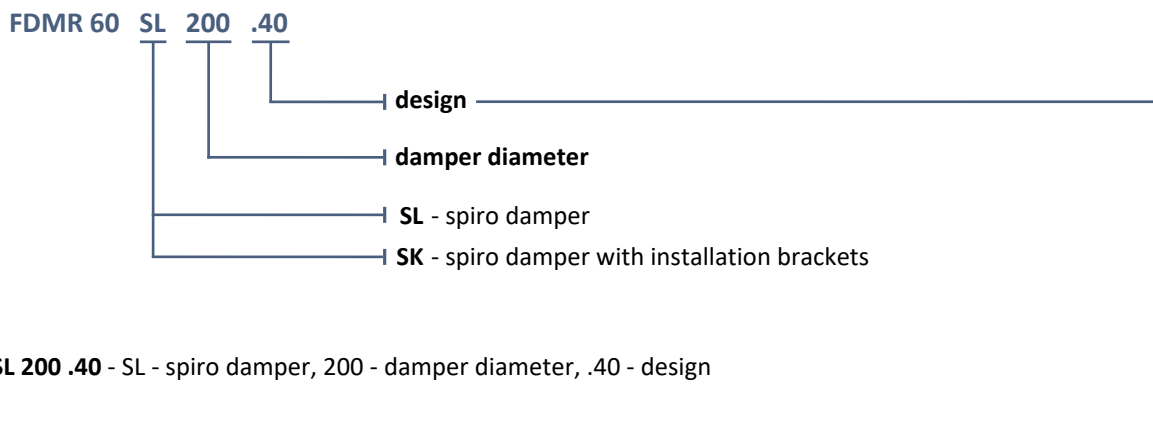 FDMR 60 SL 200 .40
design
damper diameter
SL - spiro damper
SK - spiro damper with installation brackets
SL 200 .40 - SL - spiro damper, 200 - damper diameter, .40 - design